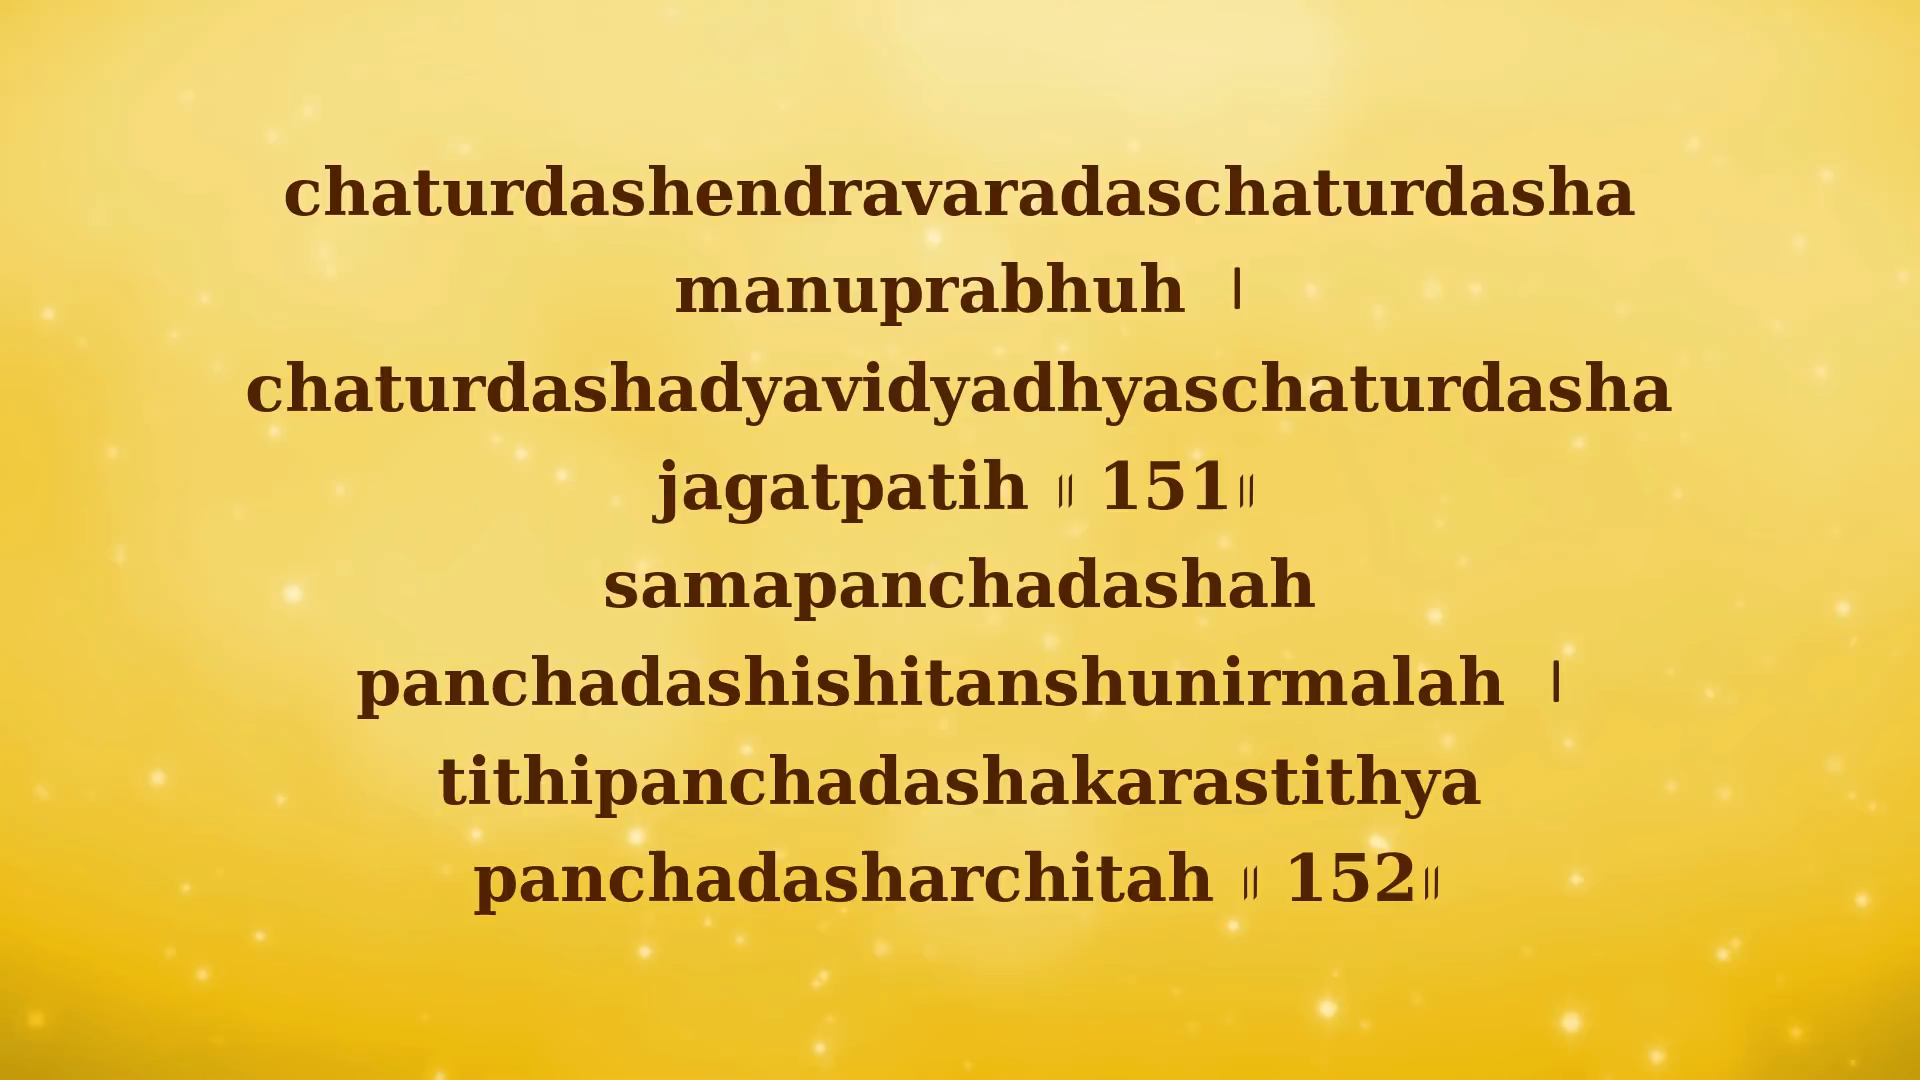 chaturdashendravaradaschaturdasha
manuprabhuh ।
chaturdashadyavidyadhyaschaturdasha
jagatpatih ॥ 151॥
samapanchadashah
panchadashishitanshunirmalah ।
tithipanchadashakarastithya
panchadasharchitah ॥ 152॥